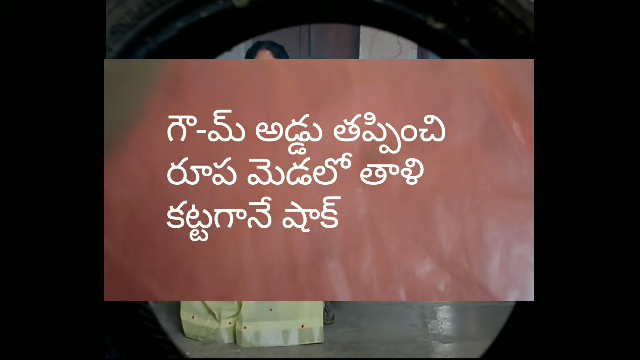 గౌ-మ్ అడ్డు తప్పించి
రూప మెడలో తాళి
కట్టగానే షాక్